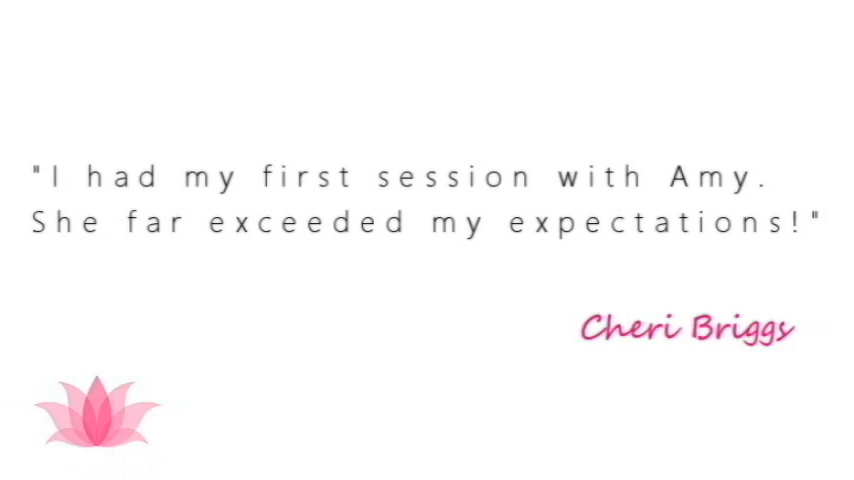 "I had my first session with Amy.
She far exceeded my expectations!"
Cheri Briggs